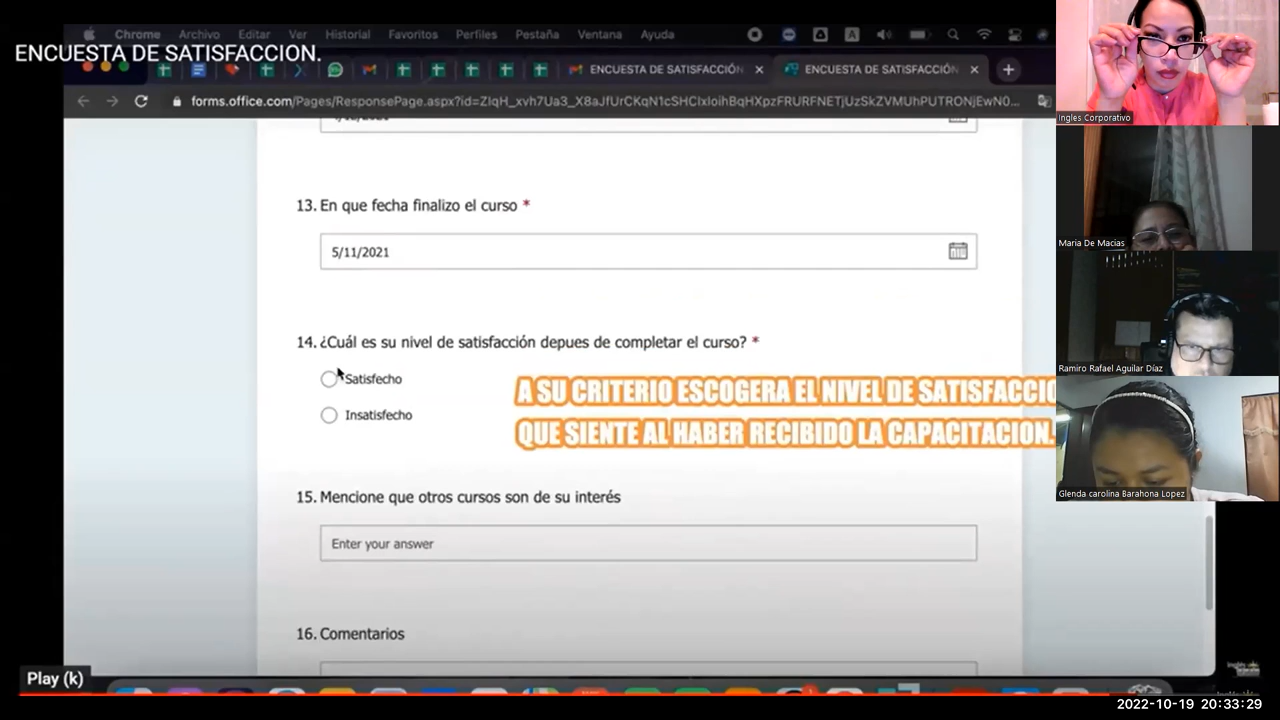 Chrome Archivo Editar Ver Historial Favoritos Perfiles Pestaña Ventana Ayuda
ENCUESTA DE SATISFACCION.
ENCUESTA DE SATISFACCIÓN
ENCUESTA DE SATISFACCIÓN
13. En que fecha finalizo el curso *
5/11/2021
14. ¿Cuál es su nivel de satisfacción depues de completar el curso? *
Satisfecho
Insatisfecho
A SU CRITERIO ESCOGERA EL NIVEL DE SATISFACCIO
QUE SIENTE AL HABER RECIBIDO LA CAPACITACION.
15. Mencione que otros cursos son de su interés
Enter your answer
16. Comentarios
Play (k)
Ingles Corporativo
Maria De Macias
Ramiro Rafael Aguilar Díaz
Glenda carolina Barahona Lopez
2022-10-19 20:33:29